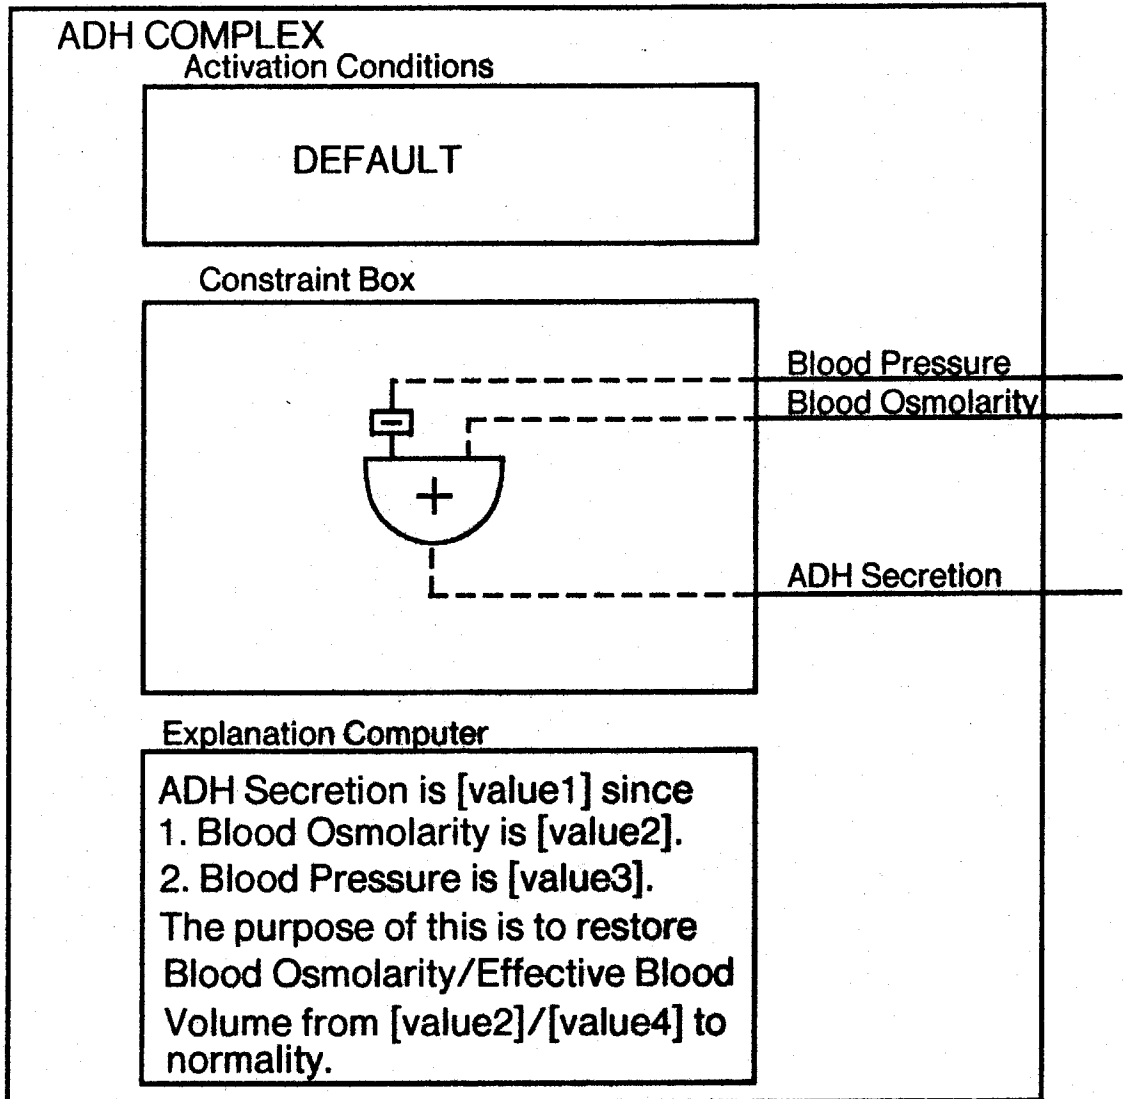 ADH COMPLEX
Activation Conditions
DEFAULT
Constraint Box
Blood Pressure
Blood Osmolarity
-
+
ADH Secretion
Explanation Computer
ADH Secretion is [value1] since
1. Blood Osmolarity is [value2].
2. Blood Pressure is [value3].
The purpose of this is to restore
Blood Osmolarity/Effective Blood
Volume from [value2]/[value4] to
normality.